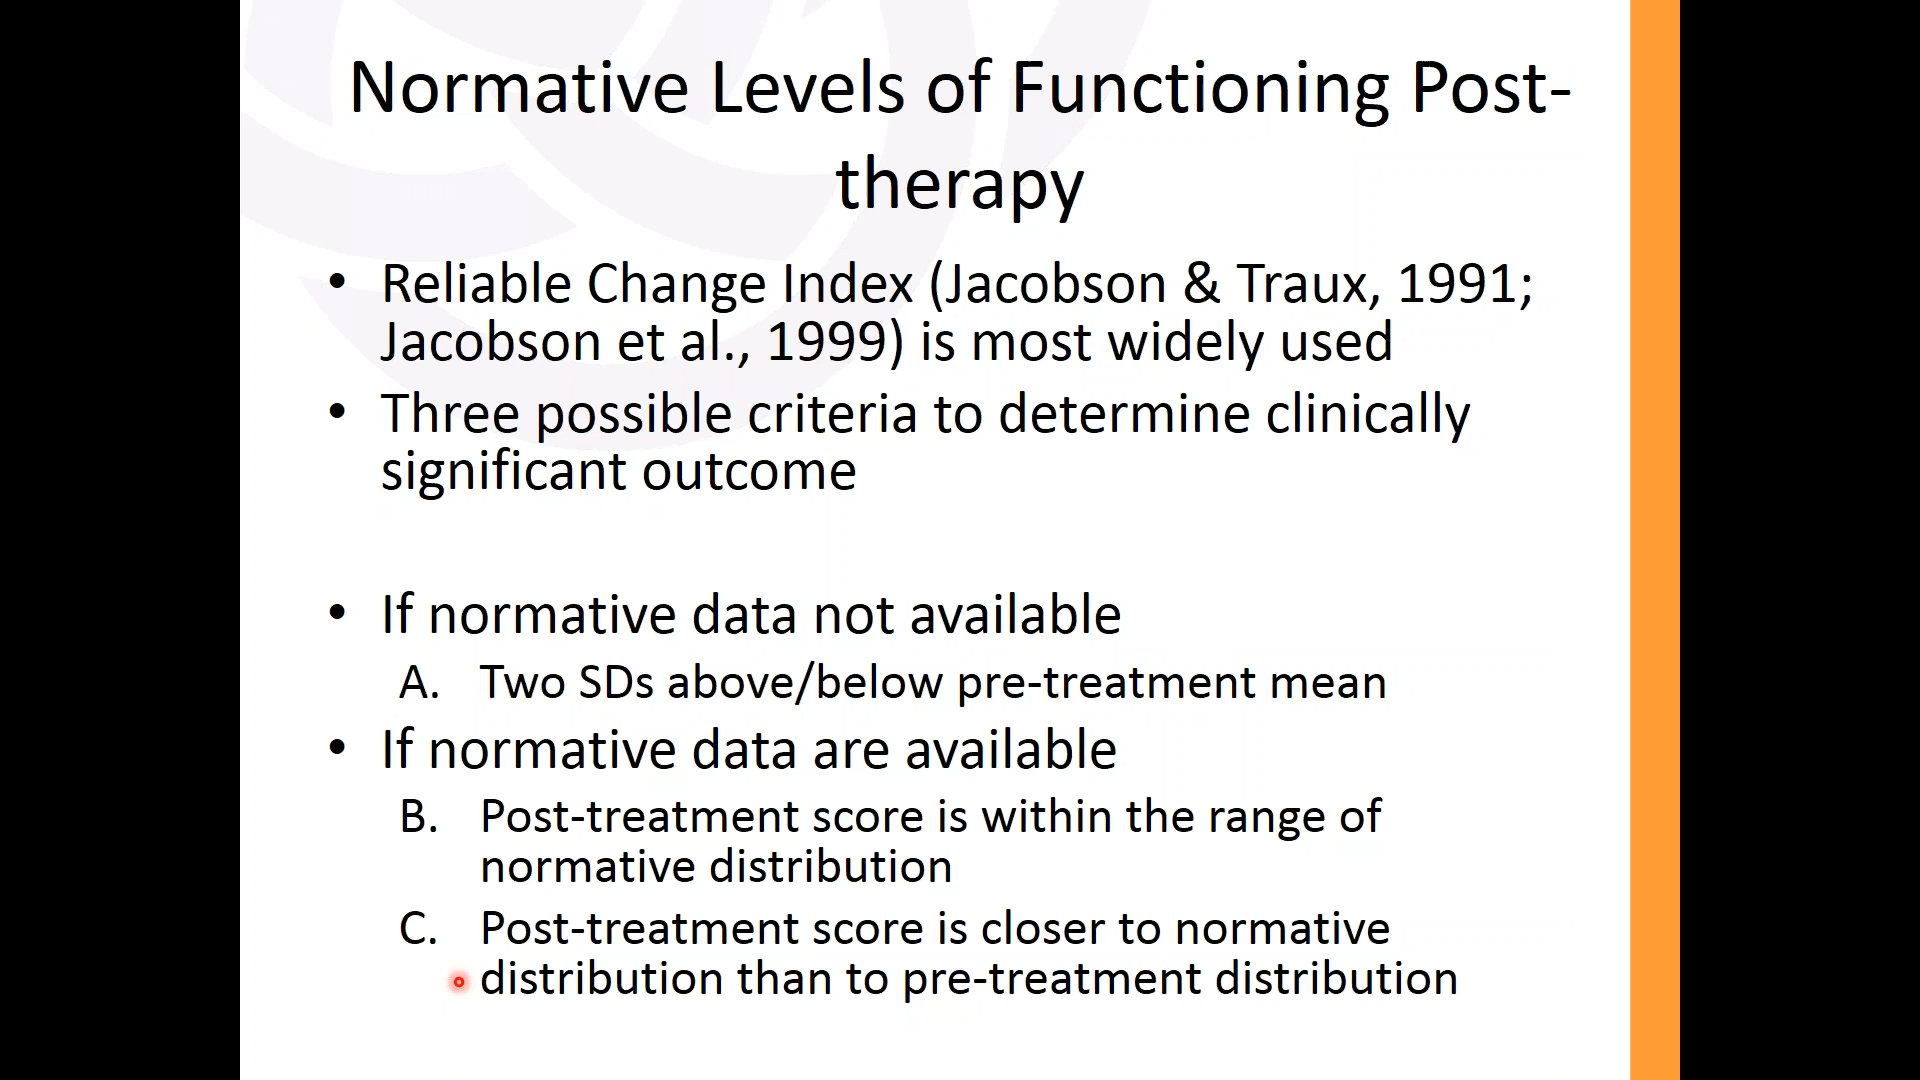 Normative Levels of Functioning Post-
therapy
• Reliable Change Index (Jacobson & Traux, 1991;
Jacobson et al., 1999) is most widely used
• Three possible criteria to determine clinically
significant outcome
• If normative data not available
A. Two SDs above/below pre-treatment mean
• If normative data are available
B. Post-treatment score is within the range of
normative distribution
C. Post-treatment score is closer to normative
distribution than to pre-treatment distribution